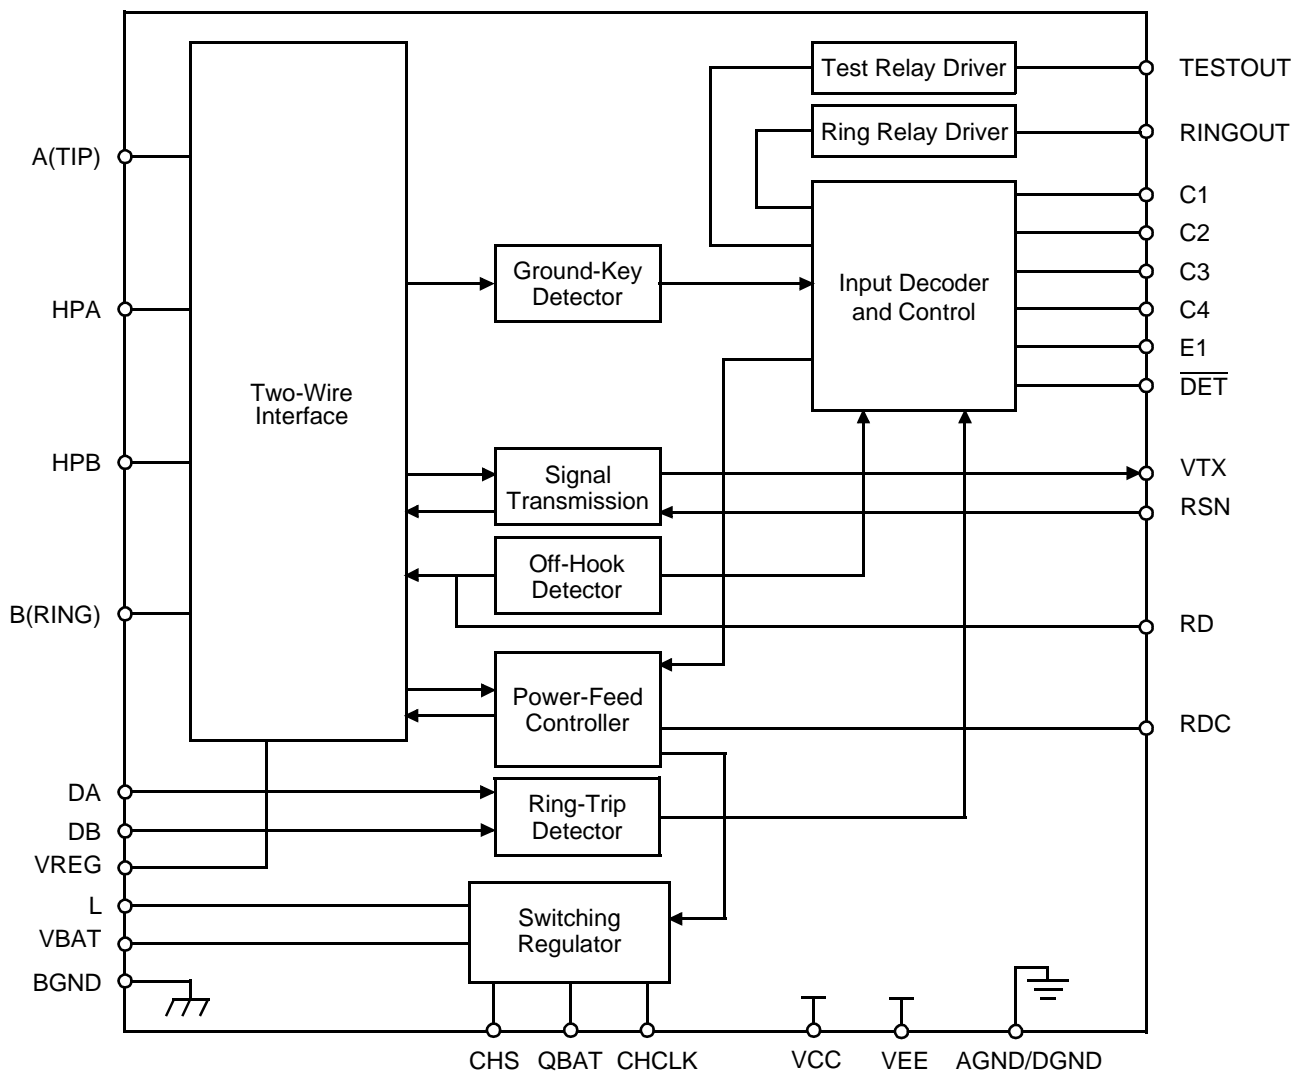 Test Relay Driver
TESTOUT
Ring Relay Driver
RINGOUT
A(TIP)
C1
C2
Ground-Key
Detector
Input Decoder
and Control
C3
HPA
C4
E1
D̅E̅T̅
Two-Wire
Interface
HPB
Signal
Transmission
VTX
RSN
Off-Hook
Detector
B(RING)
RD
Power-Feed
Controller
RDC
DA
DB
Ring-Trip
Detector
VREG
L
VBAT
Switching
Regulator
BGND
CHS
QBAT
CHCLK
VCC
VEE
AGND/DGND